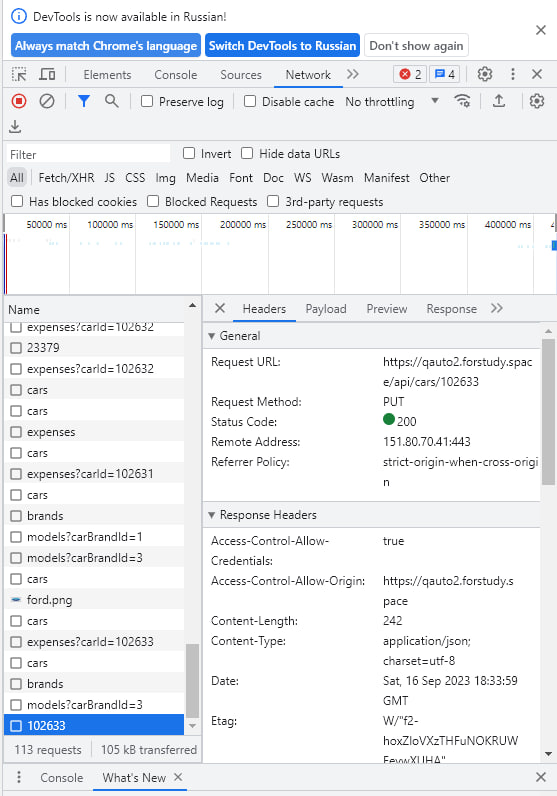 DevTools is now available in Russian!
Always match Chrome's language Switch DevTools to Russian Don't show again
Elements Console Sources Network 2 4
Preserve log Disable cache No throttling
Filter Invert Hide data URLs
All Fetch/XHR JS CSS Img Media Font Doc WS Wasm Manifest Other
Has blocked cookies Blocked Requests 3rd-party requests
50000 ms 100000 ms 150000 ms 200000 ms 250000 ms 300000 ms 350000 ms 400000 ms 4
Name
expenses?carId=102632
23379
expenses?carId=102632
cars
cars
expenses
cars
expenses?carId=102631
cars
brands
models?carBrandId=1
models?carBrandId=3
cars
ford.png
cars
expenses?carId=102633
cars
brands
models?carBrandId=3
102633
113 requests 105 kB transferred
Headers Payload Preview Response
General
Request URL: https://qauto2.forstudy.spac
e/api/cars/102633
Request Method: PUT
Status Code: 200
Remote Address: 151.80.70.41:443
Referrer Policy: strict-origin-when-cross-origi
n
Response Headers
Access-Control-Allow- true
Credentials:
Access-Control-Allow-Origin: https://qauto2.forstudy.s
pace
Content-Length: 242
Content-Type: application/json;
charset=utf-8
Date: Sat, 16 Sep 2023 18:33:59
GMT
Etag: W/"f2-
Console What's New